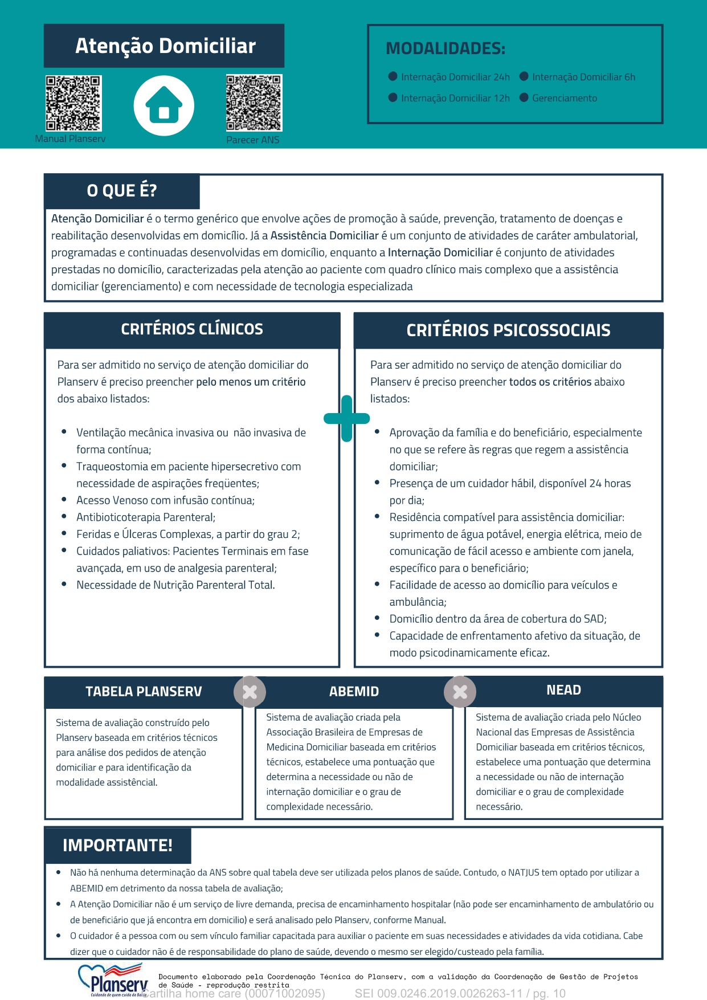 Atenção Domiciliar
Manual Planserv
Parecer ANS
MODALIDADES:
Internação Domiciliar 24h
Internação Domiciliar 6h
Internação Domiciliar 12h
Gerenciamento
O QUE É?
Atenção Domiciliar é o termo genérico que envolve ações de promoção à saúde, prevenção, tratamento de doenças e
reabilitação desenvolvidas em domicílio. Já a Assistência Domiciliar é um conjunto de atividades de caráter ambulatorial,
programadas e continuadas desenvolvidas em domicílio, enquanto a Internação Domiciliar é conjunto de atividades
prestadas no domicílio, caracterizadas pela atenção ao paciente com quadro clínico mais complexo que a assistência
domiciliar (gerenciamento) e com necessidade de tecnologia especializada
CRITÉRIOS CLÍNICOS
Para ser admitido no serviço de atenção domiciliar do
Planserv é preciso preencher pelo menos um critério
dos abaixo listados:
• Ventilação mecânica invasiva ou não invasiva de
forma contínua;
• Traqueostomia em paciente hipersecretivo com
necessidade de aspirações freqüentes;
• Acesso Venoso com infusão contínua;
• Antibioticoterapia Parenteral;
• Feridas e Úlceras Complexas, a partir do grau 2;
• Cuidados paliativos: Pacientes Terminais em fase
avançada, em uso de analgesia parenteral;
• Necessidade de Nutrição Parenteral Total.
CRITÉRIOS PSICOSSOCIAIS
Para ser admitido no serviço de atenção domiciliar do
Planserv é preciso preencher todos os critérios abaixo
listados:
• Aprovação da família e do beneficiário, especialmente
no que se refere às regras que regem a assistência
domiciliar;
• Presença de um cuidador hábil, disponível 24 horas
por dia;
• Residência compatível para assistência domiciliar:
suprimento de água potável, energia elétrica, meio de
comunicação de fácil acesso e ambiente com janela,
específico para o beneficiário;
• Facilidade de acesso ao domicílio para veículos e
ambulância;
• Domicílio dentro da área de cobertura do SAD;
• Capacidade de enfrentamento afetivo da situação, de
modo psicodinamicamente eficaz.
TABELA PLANSERV
Sistema de avaliação construído pelo
Planserv baseada em critérios técnicos
para análise dos pedidos de atenção
domiciliar e para identificação da
modalidade assistêncial.
ABEMID
Sistema de avaliação criada pela
Associação Brasileira de Empresas de
Medicina Domiciliar baseada em critérios
técnicos, estabelece uma pontuação que
determina a necessidade ou não de
internação domiciliar e o grau de
complexidade necessário.
NEAD
Sistema de avaliação criada pelo Núcleo
Nacional das Empresas de Assistência
Domiciliar baseada em critérios técnicos,
estabelece uma pontuação que determina
a necessidade ou não de internação
domiciliar e o grau de complexidade
necessário.
IMPORTANTE!
• Não há nenhuma determinação da ANS sobre qual tabela deve ser utilizada pelos planos de saúde. Contudo, o NATJUS tem optado por utilizar a
ABEMID em detrimento da nossa tabela de avaliação;
• A Atenção Domiciliar não é um serviço de livre demanda, precisa de encaminhamento hospitalar (não pode ser encaminhamento de ambulatório ou
de beneficiário que já encontra em domicilio) e será analisado pelo Planserv, conforme Manual.
• O cuidador é a pessoa com ou sem vínculo familiar capacitada para auxiliar o paciente em suas necessidades e atividades da vida cotidiana. Cabe
dizer que o cuidador não é de responsabilidade do plano de saúde, devendo o mesmo ser elegido/custeado pela família.
Planserv
Cuidando de quem cuida da Bahia
Documento elaborado pela Coordenação Técnica do Planserv, com a validação da Coordenação de Gestão de Projetos
de Saúde - reprodução restrita
Cartilha home care (00071002095)
SEI 009.0246.2019.0026263-11 / pg. 10